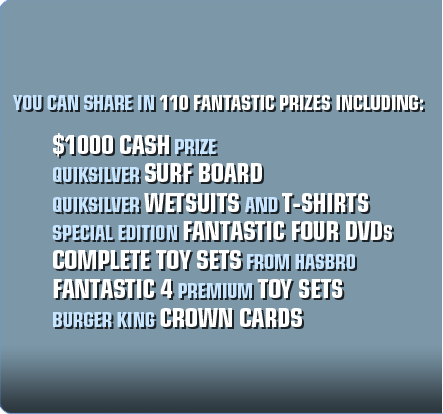 YOU CAN SHARE IN 110 FANTASTIC PRIZES INCLUDING:
$1000 CASH PRIZE
QUIKSILVER SURF BOARD
QUIKSILVER WETSUITS AND T-SHIRTS
SPECIAL EDITION FANTASTIC FOUR DVDs
COMPLETE TOY SETS FROM HASBRO
FANTASTIC 4 PREMIUM TOY SETS
BURGER KING CROWN CARDS